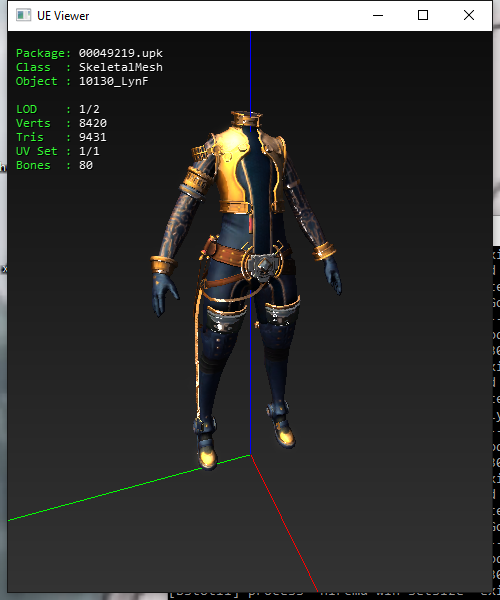 UE Viewer
Package: 00049219.upk
Class : SkeletalMesh
Object : 10130_LynF
LOD : 1/2
Verts : 8420
Tris : 9431
UV Set : 1/1
Bones : 80